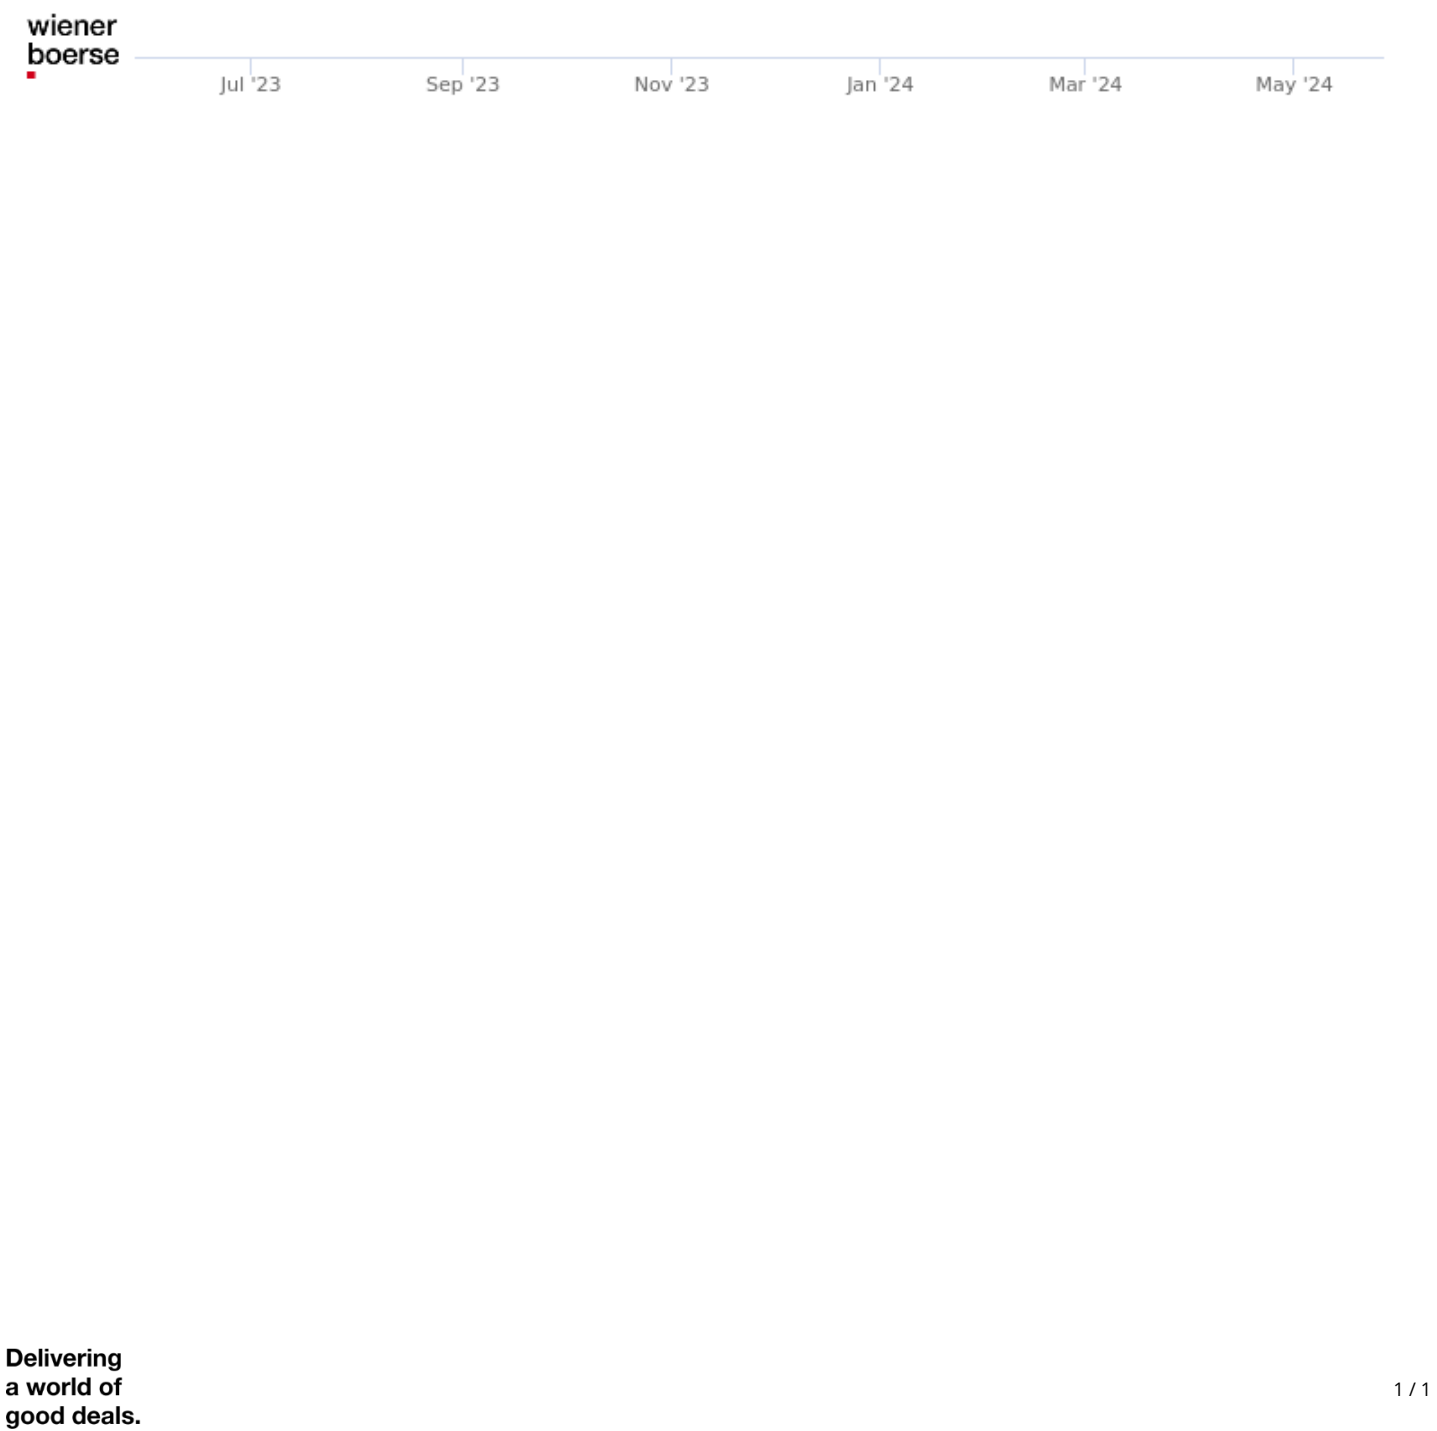 wiener
boerse
Jul '23 Sep '23 Nov '23 Jan '24 Mar '24 May '24
Delivering
a world of
good deals.
1 / 1